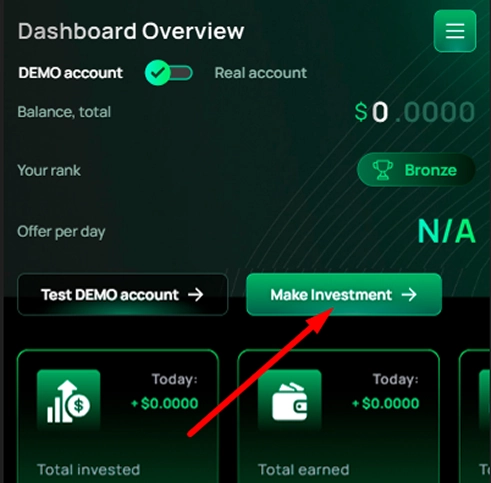 Dashboard Overview
DEMO account Real account
Balance, total $0.0000
Your rank Bronze
Offer per day N/A
Test DEMO account → Make Investment →
Today: Today:
+$0.0000 +$0.0000
Total invested Total earned